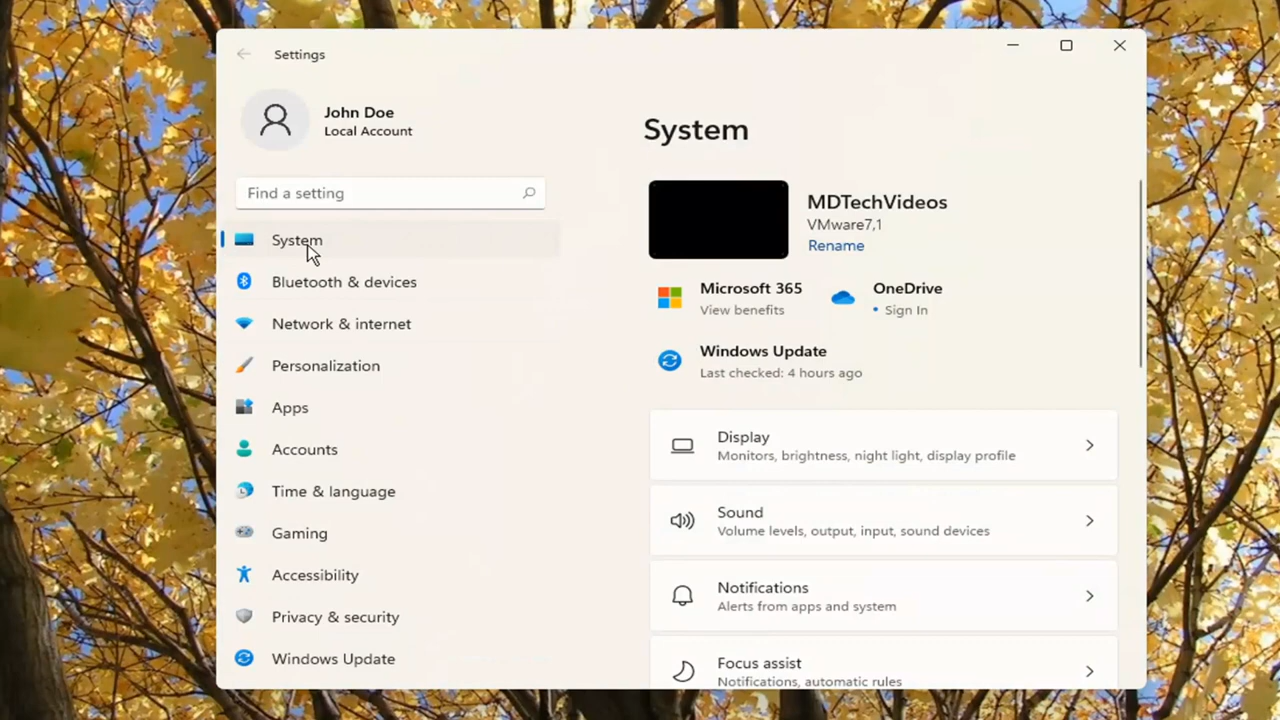 Settings
John Doe
Local Account
Find a setting
System
Bluetooth & devices
Network & internet
Personalization
Apps
Accounts
Time & language
Gaming
Accessibility
Privacy & security
Windows Update
System
MDTechVideos
VMware7,1
Rename
Microsoft 365
View benefits
OneDrive
• Sign In
Windows Update
Last checked: 4 hours ago
Display
Monitors, brightness, night light, display profile
Sound
Volume levels, output, input, sound devices
Notifications
Alerts from apps and system
Focus assist
Notifications, automatic rules